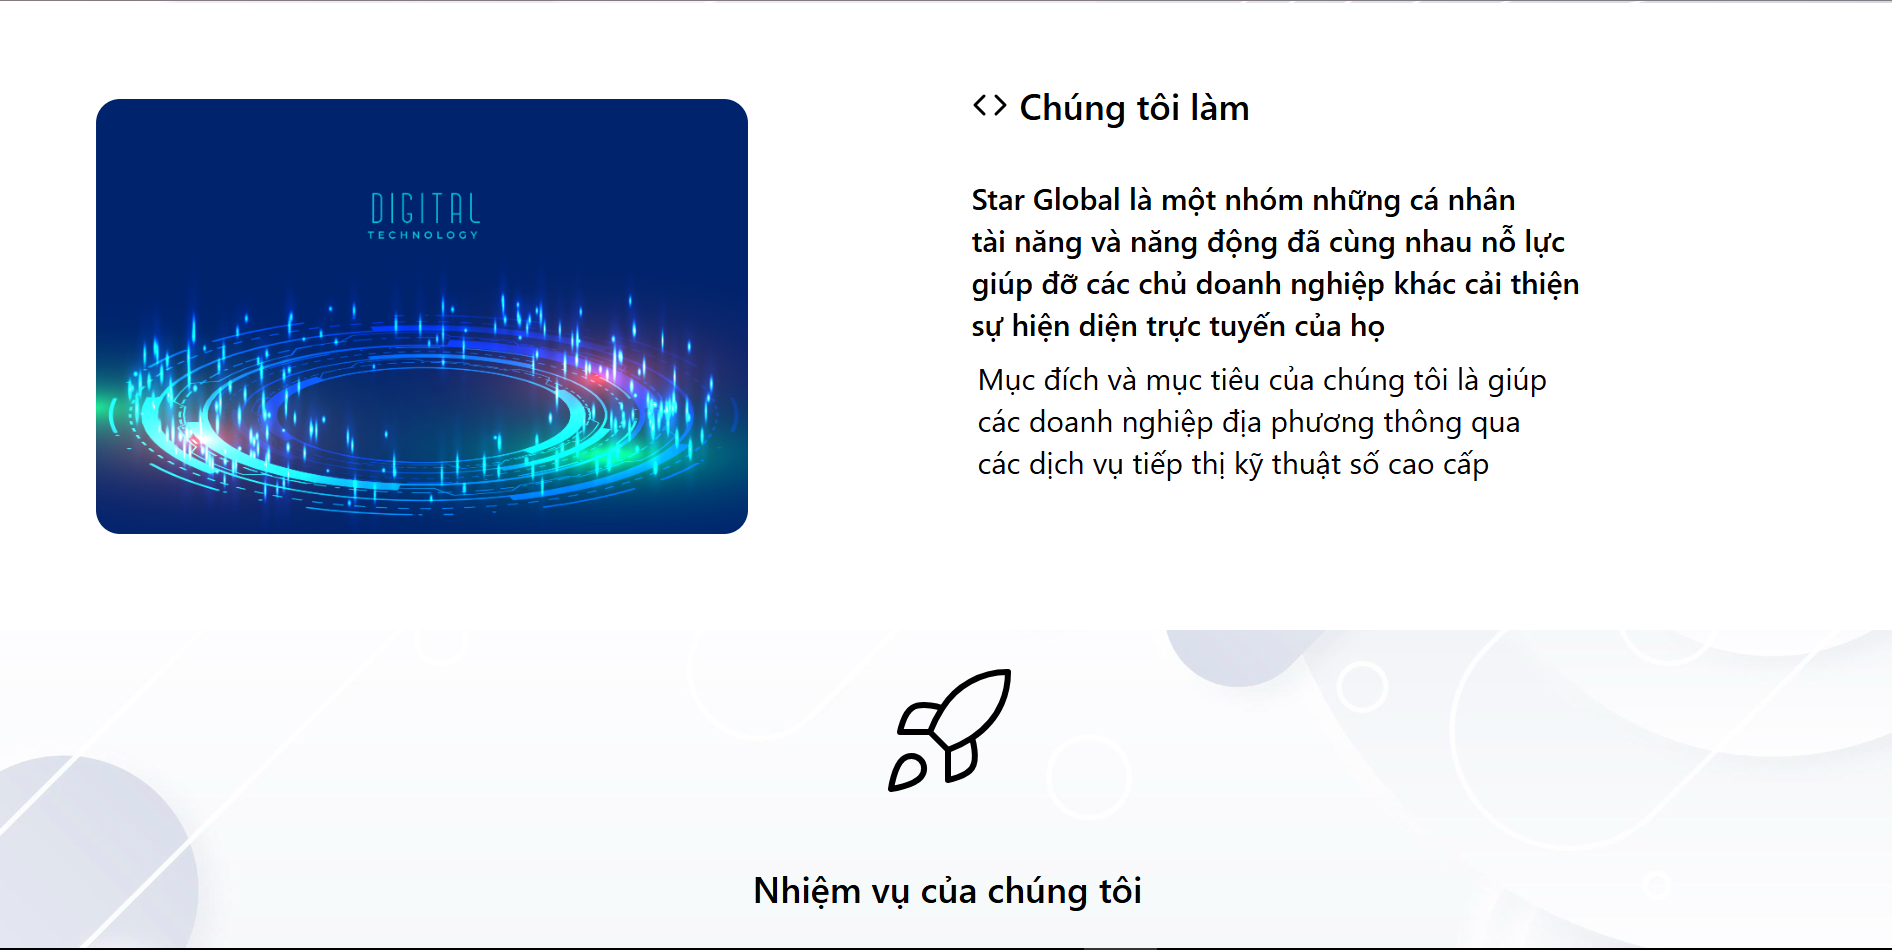 DIGITAL
TECHNOLOGY
Chúng tôi làm
Star Global là một nhóm những cá nhân
tài năng và năng động đã cùng nhau nỗ lực
giúp đỡ các chủ doanh nghiệp khác cải thiện
sự hiện diện trực tuyến của họ
Mục đích và mục tiêu của chúng tôi là giúp
các doanh nghiệp địa phương thông qua
các dịch vụ tiếp thị kỹ thuật số cao cấp
Nhiệm vụ của chúng tôi